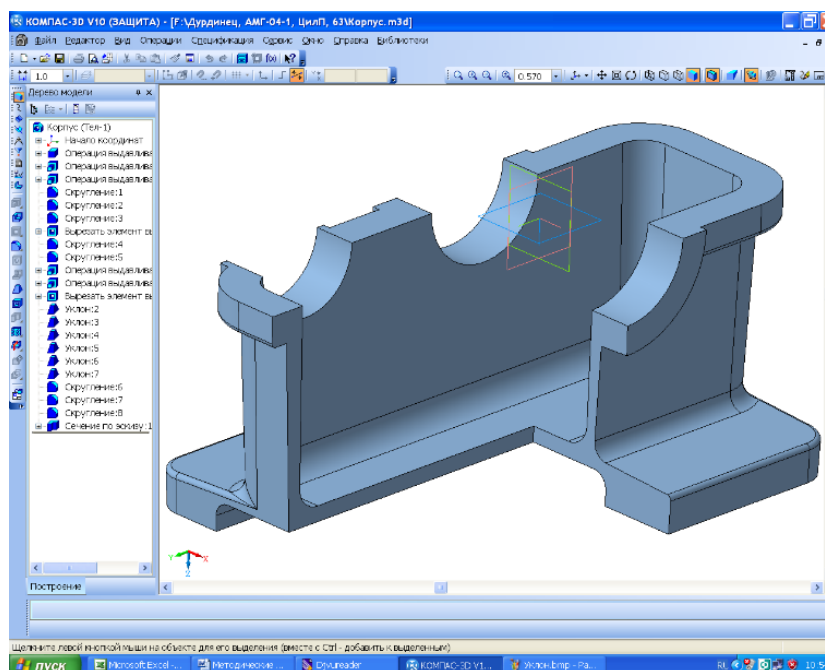 КОМПАС-3D V10 (ЗАЩИТА) - [F:\Дурдинец, АМГ-04-1, ЦилП, 63\Корпус.m3d]
Файл Редактор Вид Операции Спецификация Сервис Окно Справка Библиотеки
1.0
0.570
Дерево модели
Корпус (Тел-1)
Начало координат
Операция выдавлива
Операция выдавлива
Операция выдавлива
Скругление:1
Скругление:2
Скругление:3
Вырезать элемент вы
Скругление:4
Скругление:5
Операция выдавлива
Операция выдавлива
Вырезать элемент вы
Уклон:2
Уклон:3
Уклон:4
Уклон:5
Уклон:6
Уклон:7
Скругление:6
Скругление:7
Скругление:8
Сечение по эскизу:1
Y X
Z
Построение
Щелкните левой кнопкой мыши на объекте для его выделения (вместе с Ctrl - добавить к выделенным)
пуск Microsoft Excel -... Методические ... Djvureader КОМПАС-3D V1... Уклон.bmp - Pa...